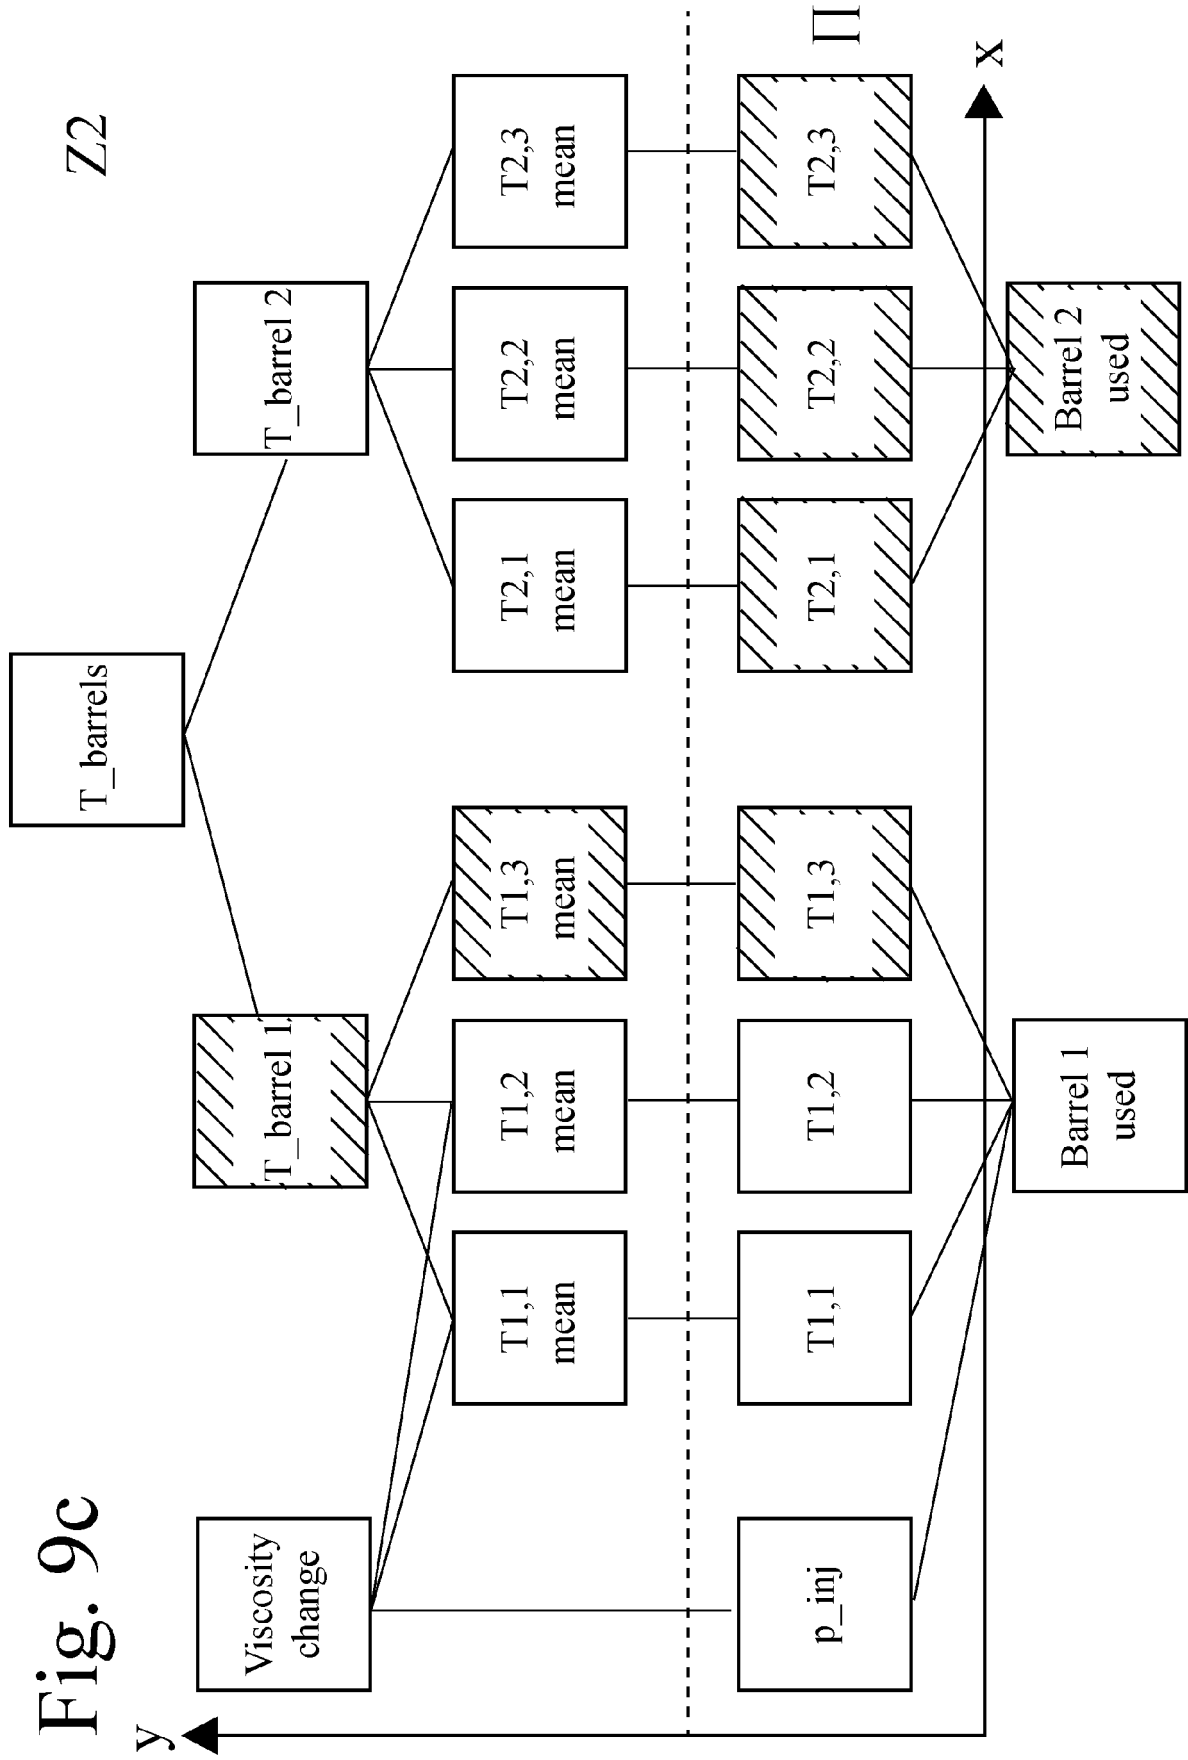 Fig. 9c
Z2
y
T_barrels
Viscosity
change
T_barrel 1
T_barrel 2
T1,1
mean
T1,2
mean
T1,3
mean
T2,1
mean
T2,2
mean
T2,3
mean
p_inj
T1,1
T1,2
T1,3
T2,1
T2,2
T2,3
Π
x
Barrel 1
used
Barrel 2
used